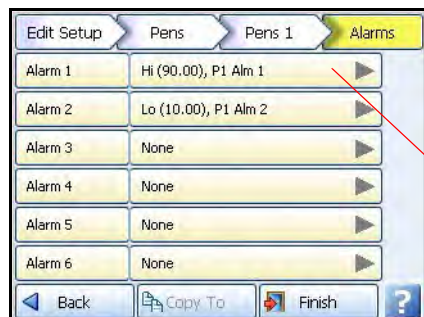 Edit Setup Pens Pens 1 Alarms
Alarm 1 Hi (90.00), P1 Alm 1
Alarm 2 Lo (10.00), P1 Alm 2
Alarm 3 None
Alarm 4 None
Alarm 5 None
Alarm 6 None
Back Copy To Finish ?